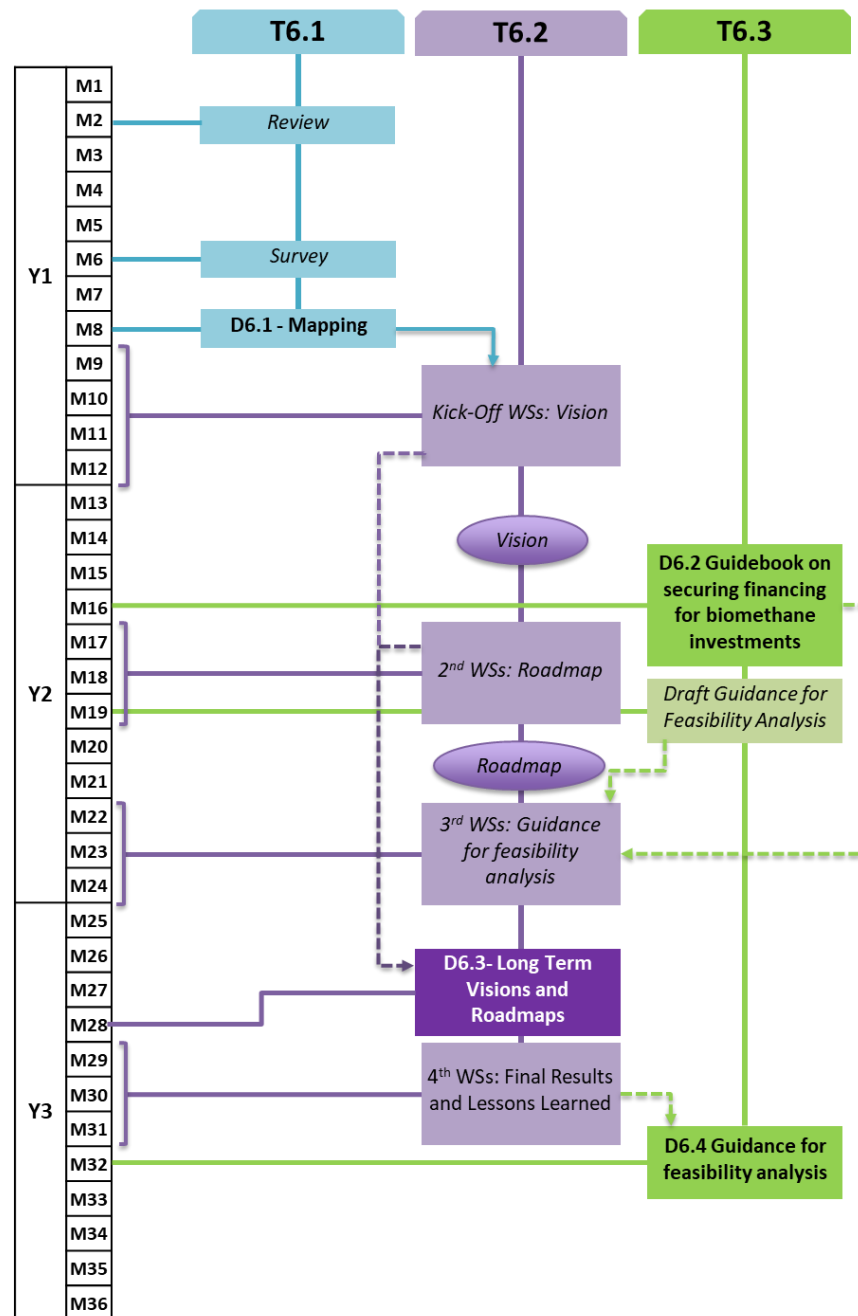 T6.1
T6.2
T6.3
Y1
M1
M2
Review
M3
M4
M5
M6
Survey
M7
M8
D6.1 - Mapping
M9
M10
Kick-Off WSs: Vision
M11
M12
Y2
M13
M14
Vision
M15
M16
D6.2 Guidebook on
securing financing
for biomethane
investments
M17
M18
2nd WSs: Roadmap
M19
Draft Guidance for
Feasibility Analysis
M20
M21
Roadmap
M22
M23
M24
3rd WSs: Guidance
for feasibility
analysis
Y3
M25
M26
M27
M28
D6.3- Long Term
Visions and
Roadmaps
M29
M30
M31
4th WSs: Final Results
and Lessons Learned
M32
D6.4 Guidance for
feasibility analysis
M33
M34
M35
M36